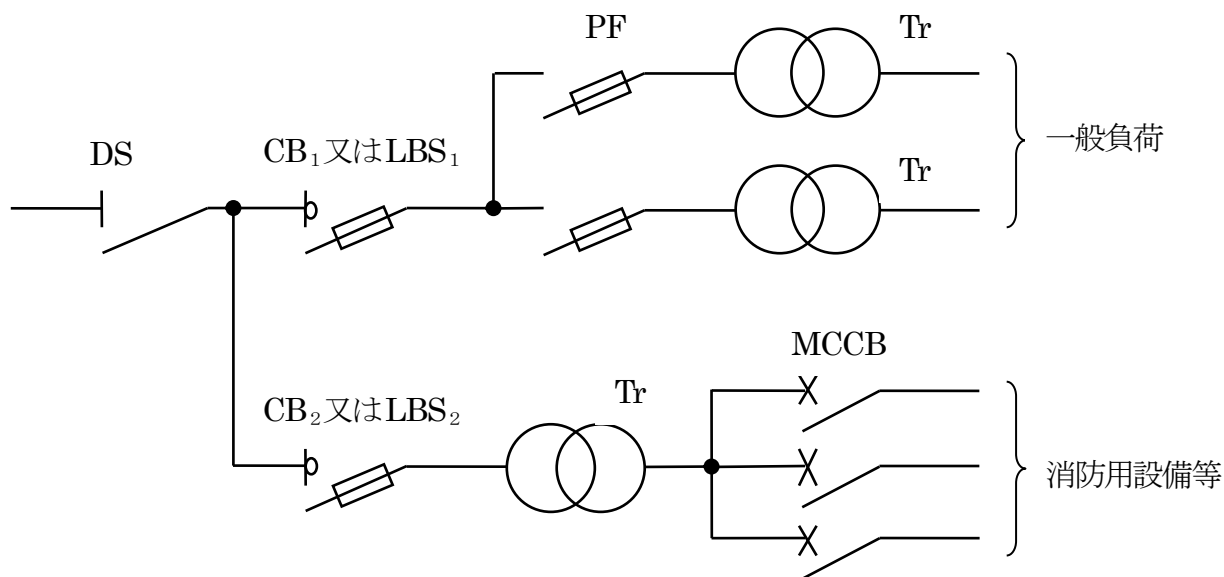 PF
Tr
一般負荷
DS
CB₁又はLBS₁
Tr
MCCB
CB₂又はLBS₂
Tr
消防用設備等